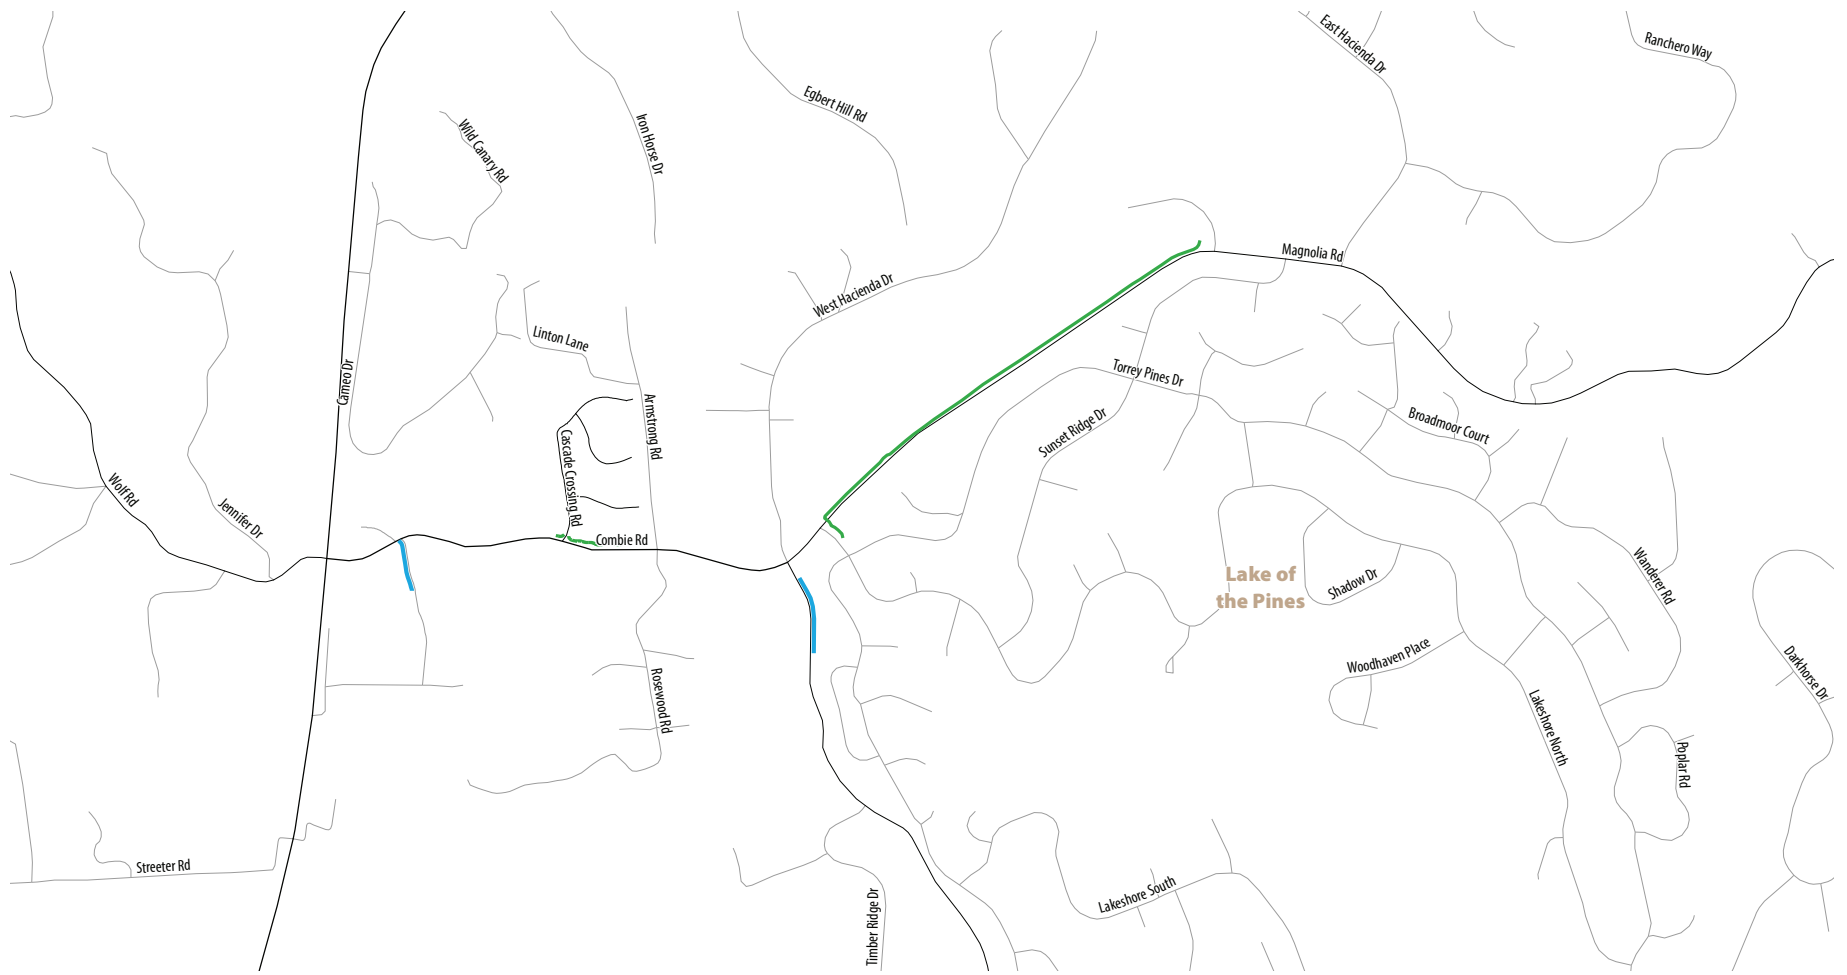 East Hacienda Dr
Ranchero Way
Egbert Hill Rd
Wild Canary Rd
Iron Horse Dr
Magnolia Rd
West Hacienda Dr
Linton Lane
Cameo Dr
Torrey Pines Dr
Armstrong Rd
Sunset Ridge Dr
Broadmoor Court
Cascade Crossing Rd
Wolf Rd
Jennifer Dr
Combie Rd
Lake of
the Pines
Shadow Dr
Wanderer Rd
Woodhaven Place
Darkhorse Dr
Rosewood Rd
Lakeshore North
Poplar Rd
Streeter Rd
Lakeshore South
Timber Ridge Dr